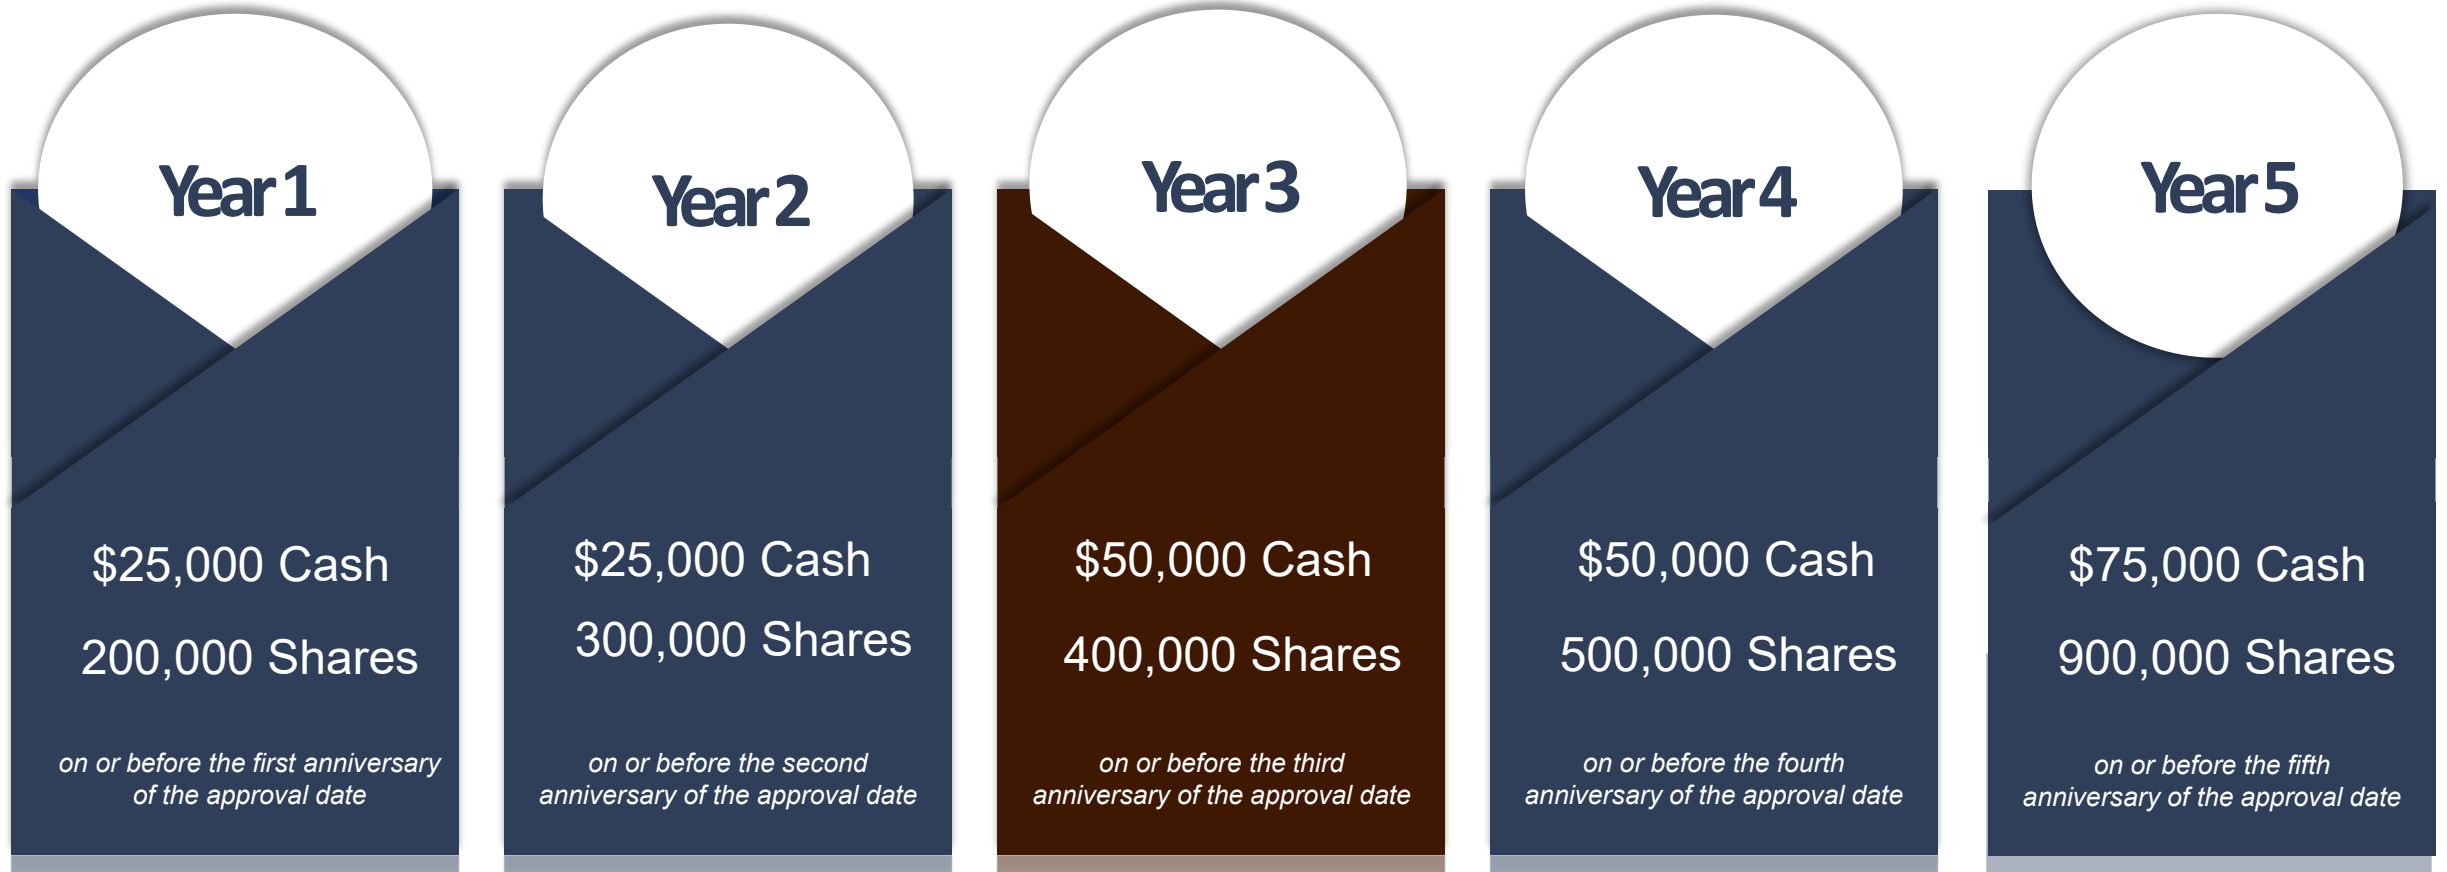 Year 1
$25,000 Cash
200,000 Shares
on or before the first anniversary
of the approval date
Year 2
$25,000 Cash
300,000 Shares
on or before the second
anniversary of the approval date
Year 3
$50,000 Cash
400,000 Shares
on or before the third
anniversary of the approval date
Year 4
$50,000 Cash
500,000 Shares
on or before the fourth
anniversary of the approval date
Year 5
$75,000 Cash
900,000 Shares
on or before the fifth
anniversary of the approval date